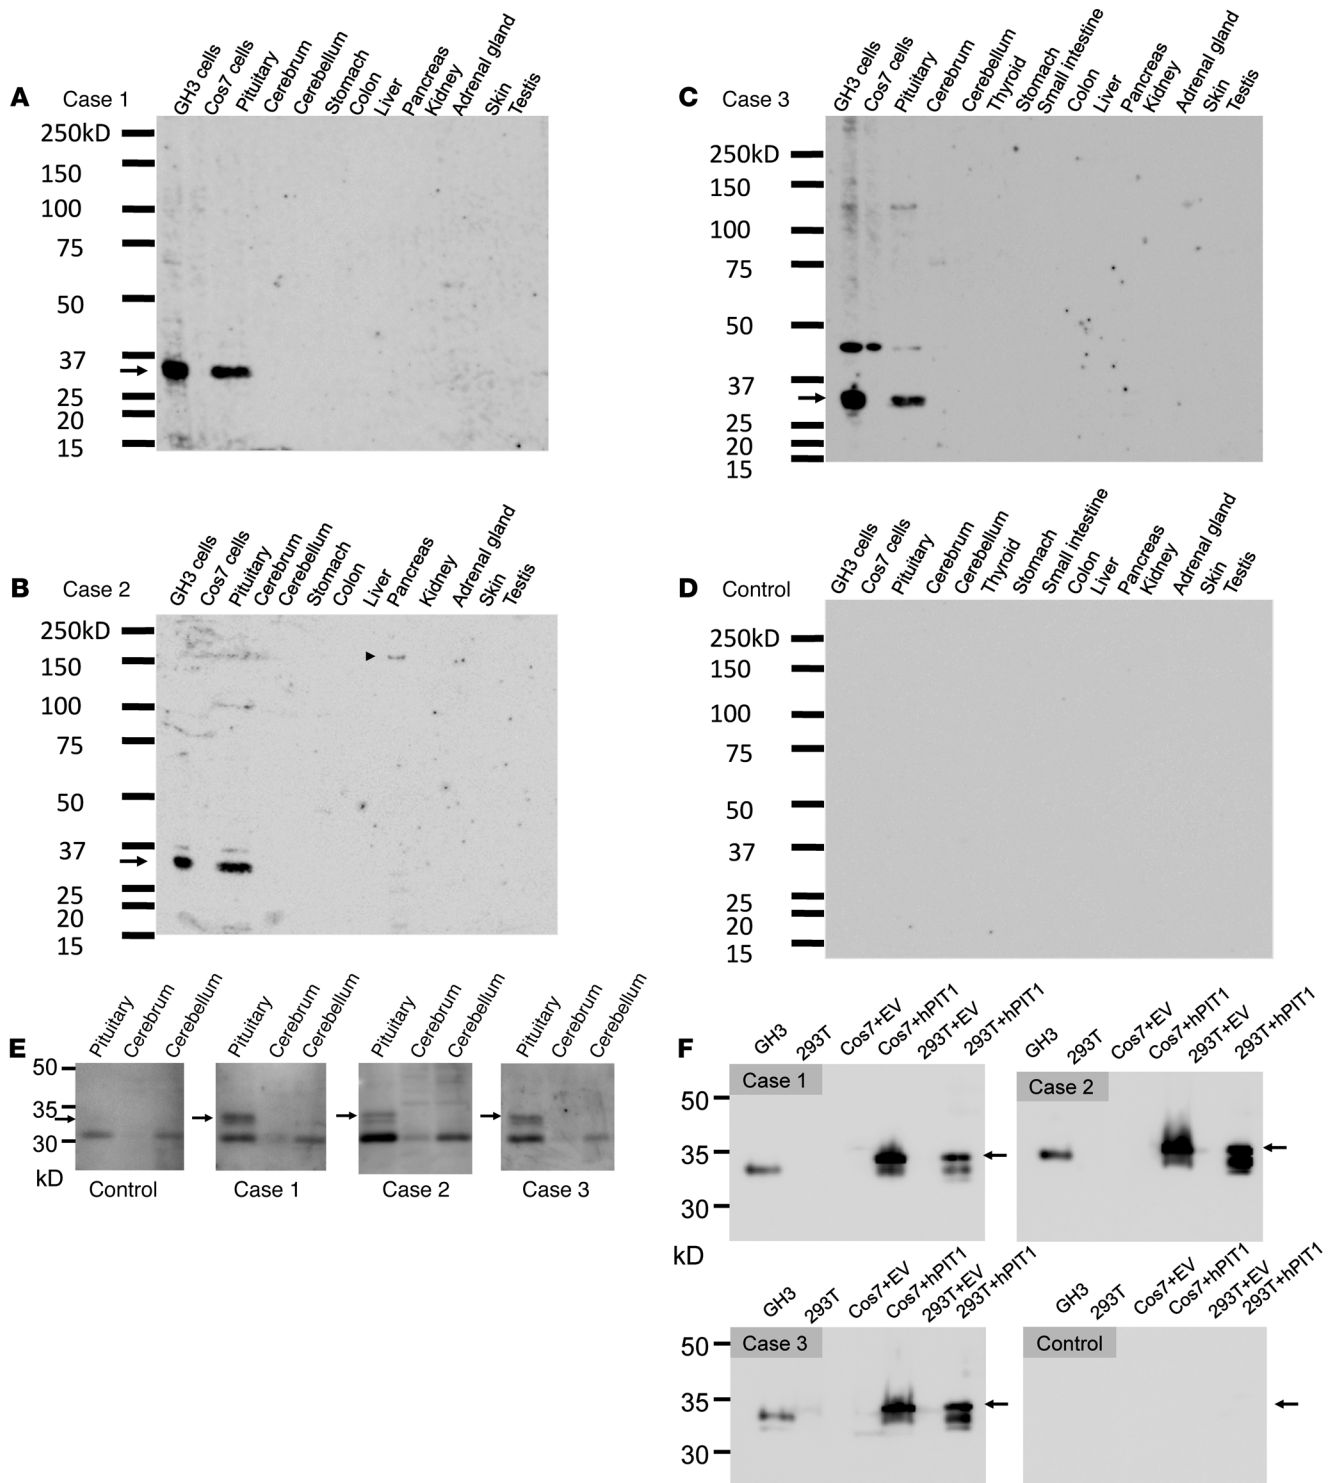 A
Case 1
GH3 cells
Cos7 cells
Pituitary
Cerebrum
Cerebellum
Stomach
Colon
Liver
Pancreas
Kidney
Adrenal gland
Skin
Testis
250kD
150
100
75
50
37
25
20
15
C
Case 3
GH3 cells
Cos7 cells
Pituitary
Cerebrum
Cerebellum
Thyroid
Stomach
Small intestine
Colon
Liver
Pancreas
Kidney
Adrenal gland
Skin
Testis
250kD
150
100
75
50
37
25
20
15
B
Case 2
GH3 cells
Cos7 cells
Pituitary
Cerebrum
Cerebellum
Stomach
Colon
Liver
Pancreas
Kidney
Adrenal gland
Skin
Testis
250kD
150
100
75
50
37
25
20
15
D
Control
GH3 cells
Cos7 cells
Pituitary
Cerebrum
Cerebellum
Thyroid
Stomach
Small intestine
Colon
Liver
Pancreas
Kidney
Adrenal gland
Skin
Testis
250kD
150
100
75
50
37
25
20
15
E
Pituitary
Cerebrum
Cerebellum
Pituitary
Cerebrum
Cerebellum
Pituitary
Cerebrum
Cerebellum
Pituitary
Cerebrum
Cerebellum
50
35
30
kD
Control
Case 1
Case 2
Case 3
F
GH3
293T
Cos7+EV
Cos7+hPIT1
293T+EV
293T+hPIT1
Case 1
50
35
30
kD
GH3
293T
Cos7+EV
Cos7+hPIT1
293T+EV
293T+hPIT1
Case 2
GH3
293T
Cos7+EV
Cos7+hPIT1
293T+EV
293T+hPIT1
Case 3
50
35
30
GH3
293T
Cos7+EV
Cos7+hPIT1
293T+EV
293T+hPIT1
Control